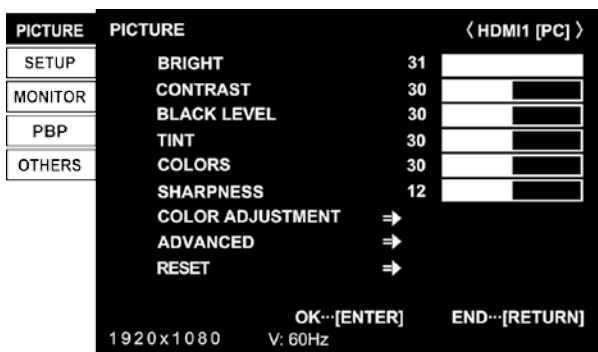 PICTURE
SETUP
MONITOR
PBP
OTHERS
PICTURE 〈 HDMI1 [PC] 〉
BRIGHT 31
CONTRAST 30
BLACK LEVEL 30
TINT 30
COLORS 30
SHARPNESS 12
COLOR ADJUSTMENT
ADVANCED
RESET
OK···[ENTER] END···[RETURN]
1920x1080 V: 60Hz